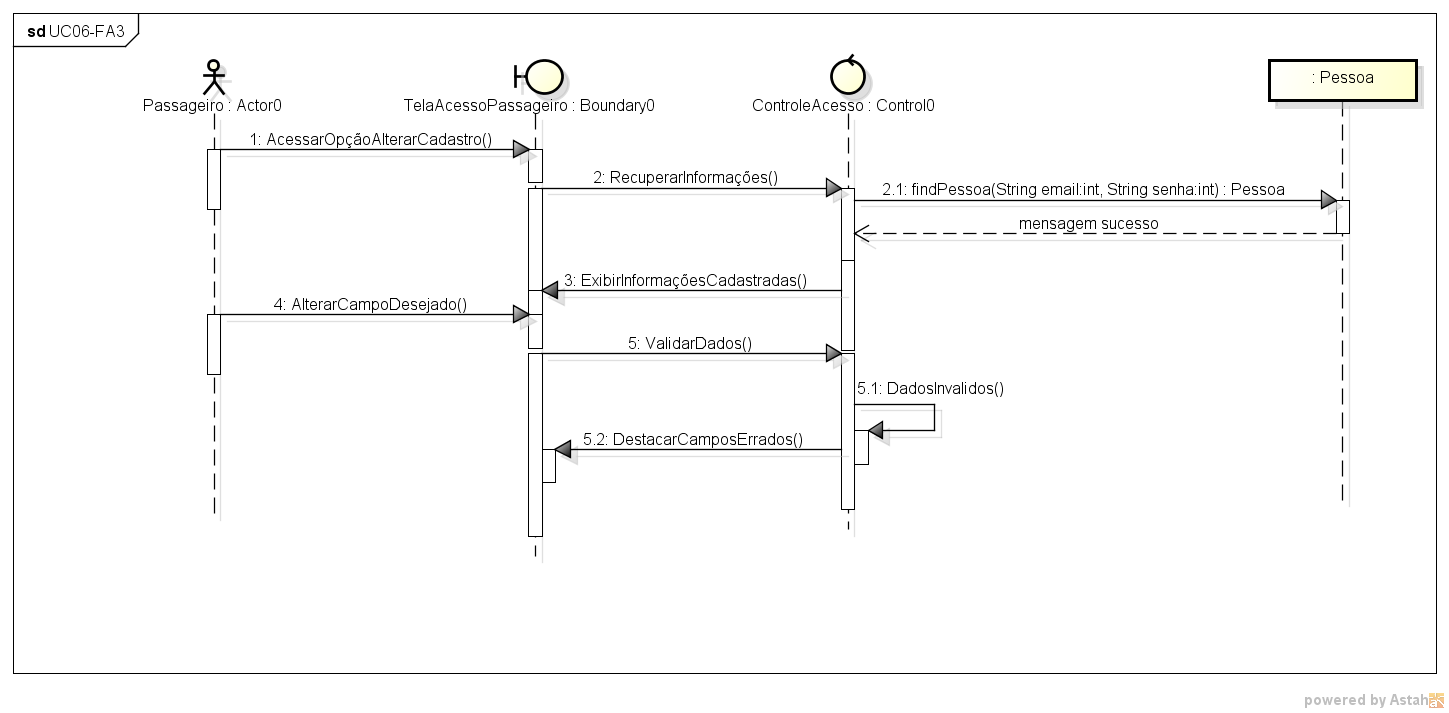 sd UC06-FA3
Passageiro : Actor0
TelaAcessoPassageiro : Boundary0
ControleAcesso : Control0
: Pessoa
1: AcessarOpçãoAlterarCadastro()
2: RecuperarInformações()
2.1: findPessoa(String email:int, String senha:int) : Pessoa
mensagem sucesso
3: ExibirInformaçõesCadastradas()
4: AlterarCampoDesejado()
5: ValidarDados()
5.1: DadosInvalidos()
5.2: DestacarCamposErrados()
powered by Astah